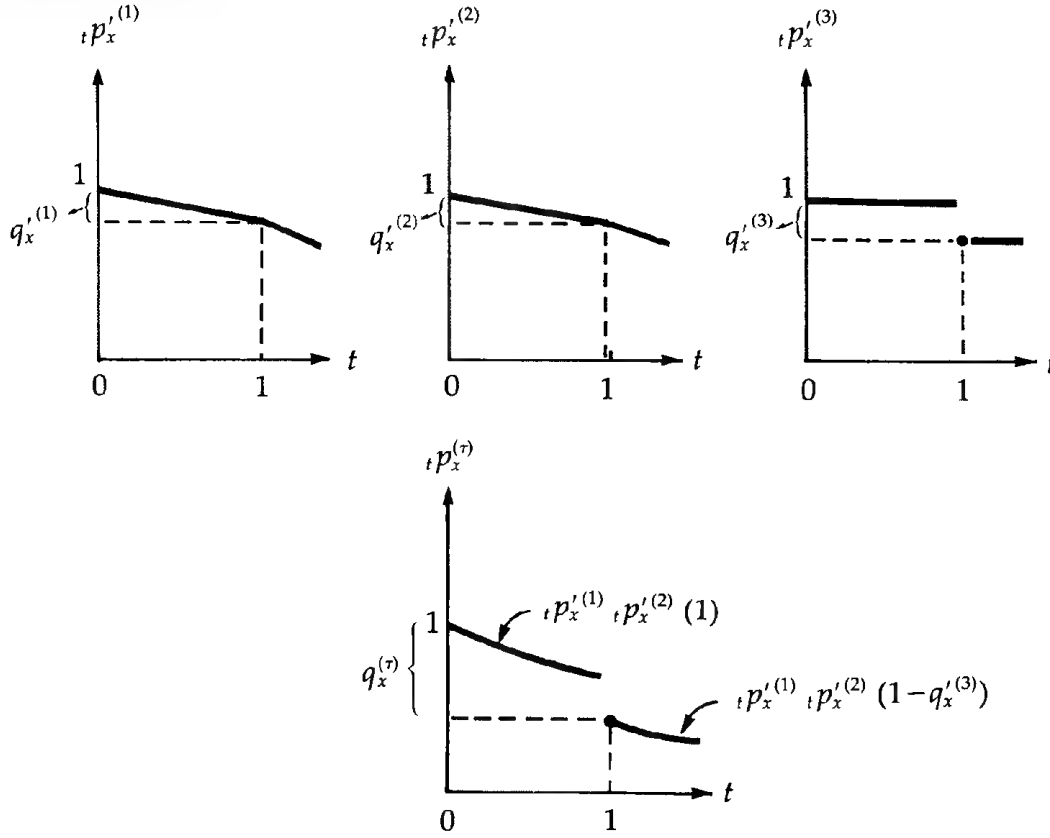 ₜp′ₓ⁽¹⁾
1
q′ₓ⁽¹⁾
0
1
t
ₜp′ₓ⁽²⁾
1
q′ₓ⁽²⁾
0
1
t
ₜp′ₓ⁽³⁾
1
q′ₓ⁽³⁾
0
1
ₜpₓ⁽τ⁾
1
qₓ⁽τ⁾
ₜp′ₓ⁽¹⁾ ₜp′ₓ⁽²⁾ (1)
ₜp′ₓ⁽¹⁾ ₜp′ₓ⁽²⁾ (1−q′ₓ⁽³⁾)
0
1
t